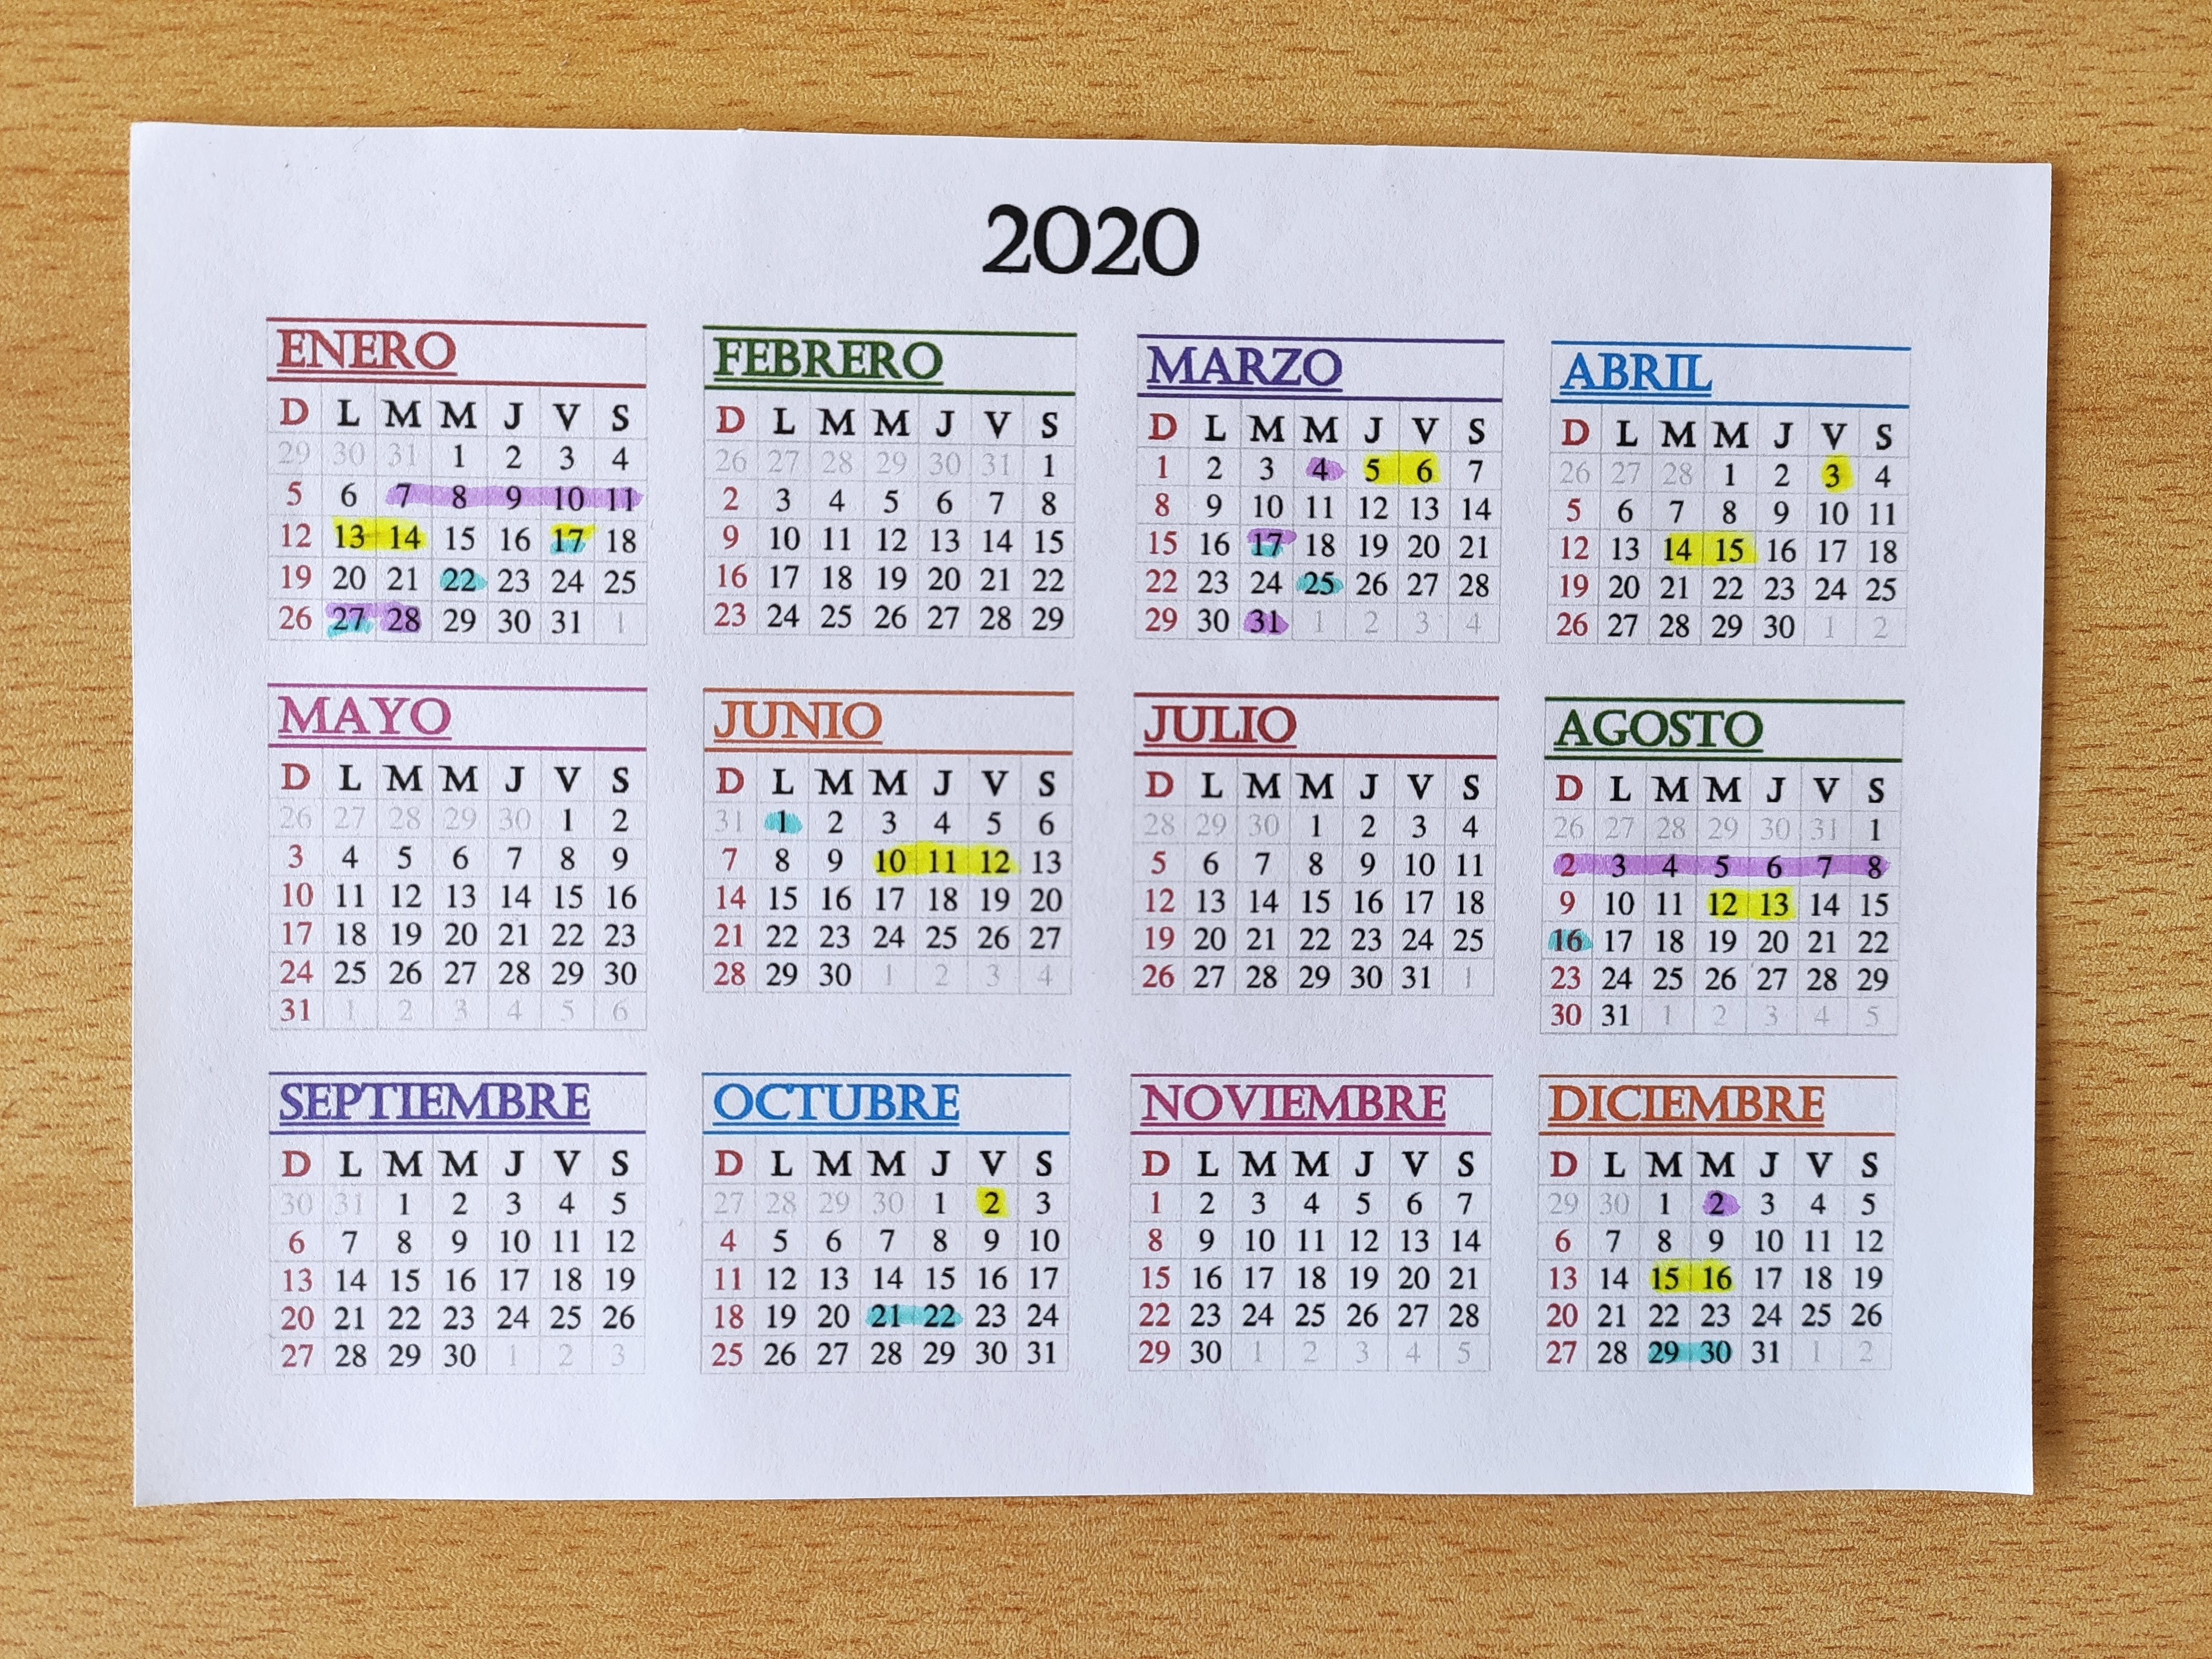 2020
ENERO
D L M M J V S
29 30 31 1 2 3 4
5 6 7 8 9 10 11
12 13 14 15 16 17 18
19 20 21 22 23 24 25
26 27 28 29 30 31 1
FEBRERO
D L M M J V S
26 27 28 29 30 31 1
2 3 4 5 6 7 8
9 10 11 12 13 14 15
16 17 18 19 20 21 22
23 24 25 26 27 28 29
MARZO
D L M M J V S
1 2 3 4 5 6 7
8 9 10 11 12 13 14
15 16 17 18 19 20 21
22 23 24 25 26 27 28
29 30 31 1 2 3 4
ABRIL
D L M M J V S
26 27 28 1 2 3 4
5 6 7 8 9 10 11
12 13 14 15 16 17 18
19 20 21 22 23 24 25
26 27 28 29 30 1 2
MAYO
D L M M J V S
26 27 28 29 30 1 2
3 4 5 6 7 8 9
10 11 12 13 14 15 16
17 18 19 20 21 22 23
24 25 26 27 28 29 30
31 1 2 3 4 5 6
JUNIO
D L M M J V S
31 1 2 3 4 5 6
7 8 9 10 11 12 13
14 15 16 17 18 19 20
21 22 23 24 25 26 27
28 29 30 1 2 3 4
JULIO
D L M M J V S
28 29 30 1 2 3 4
5 6 7 8 9 10 11
12 13 14 15 16 17 18
19 20 21 22 23 24 25
26 27 28 29 30 31 1
AGOSTO
D L M M J V S
26 27 28 29 30 31 1
2 3 4 5 6 7 8
9 10 11 12 13 14 15
16 17 18 19 20 21 22
23 24 25 26 27 28 29
30 31 1 2 3 4 5
SEPTIEMBRE
D L M M J V S
30 31 1 2 3 4 5
6 7 8 9 10 11 12
13 14 15 16 17 18 19
20 21 22 23 24 25 26
27 28 29 30 1 2 3
OCTUBRE
D L M M J V S
27 28 29 30 1 2 3
4 5 6 7 8 9 10
11 12 13 14 15 16 17
18 19 20 21 22 23 24
25 26 27 28 29 30 31
NOVIEMBRE
D L M M J V S
1 2 3 4 5 6 7
8 9 10 11 12 13 14
15 16 17 18 19 20 21
22 23 24 25 26 27 28
29 30 1 2 3 4 5
DICIEMBRE
D L M M J V S
29 30 1 2 3 4 5
6 7 8 9 10 11 12
13 14 15 16 17 18 19
20 21 22 23 24 25 26
27 28 29 30 31 1 2